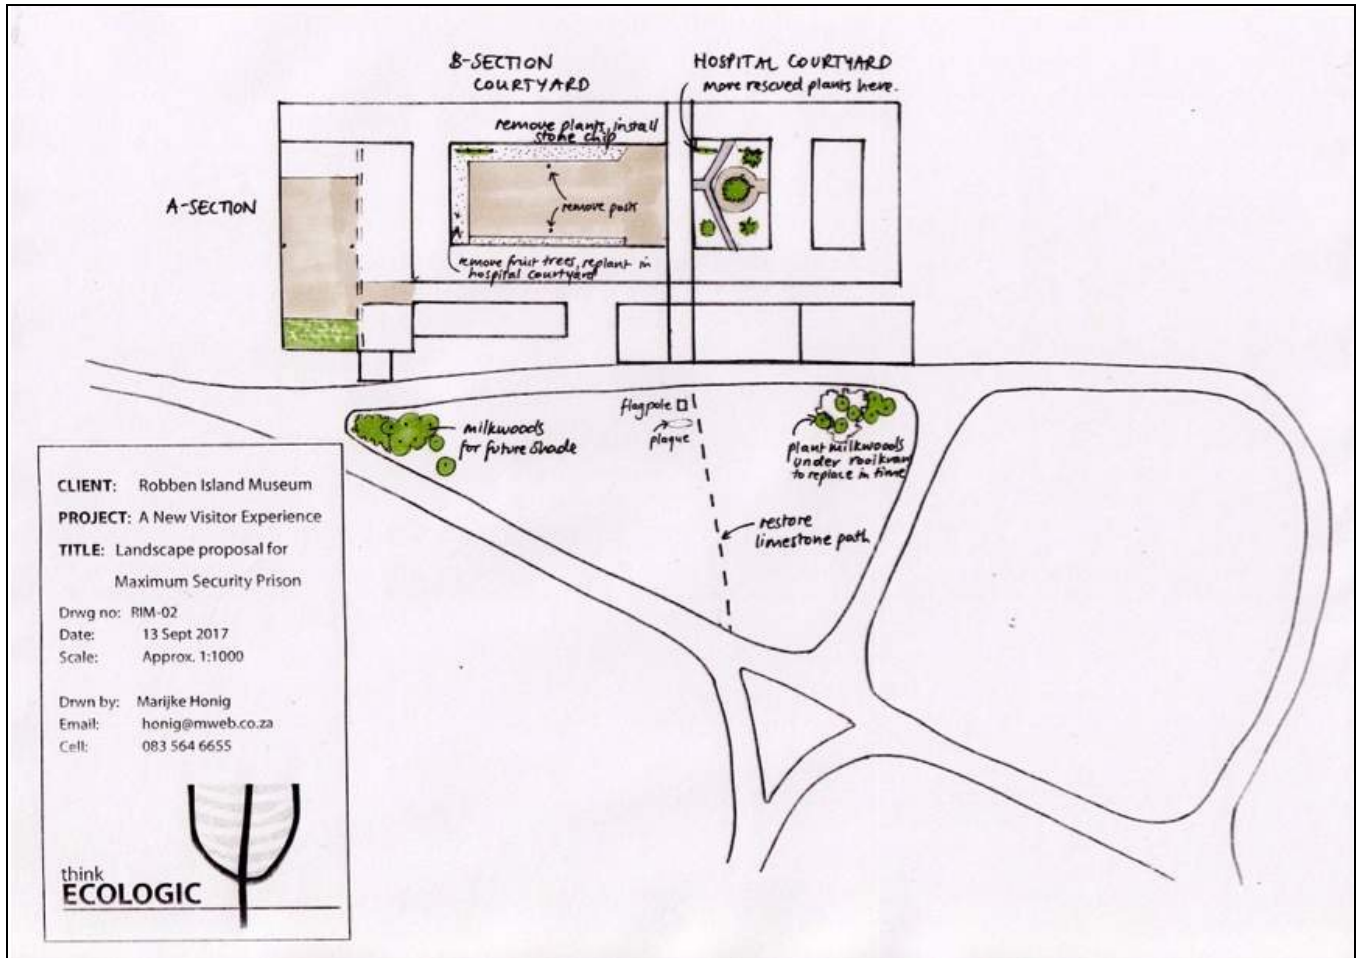 B-SECTION
COURTYARD
HOSPITAL COURTYARD
more rescued plants here.
remove plants, install
stone chip
A-SECTION
remove posts
remove fruit trees, replant in
hospital courtyard
flagpole
plaque
milkwoods
for future shade
plant milkwoods
under rooikrans
to replace in time
restore
limestone path
CLIENT: Robben Island Museum
PROJECT: A New Visitor Experience
TITLE: Landscape proposal for
Maximum Security Prison
Drwg no: RIM-02
Date: 13 Sept 2017
Scale: Approx. 1:1000
Drwn by: Marijke Honig
Email: honig@mweb.co.za
Cell: 083 564 6655
think
ECOLOGIC